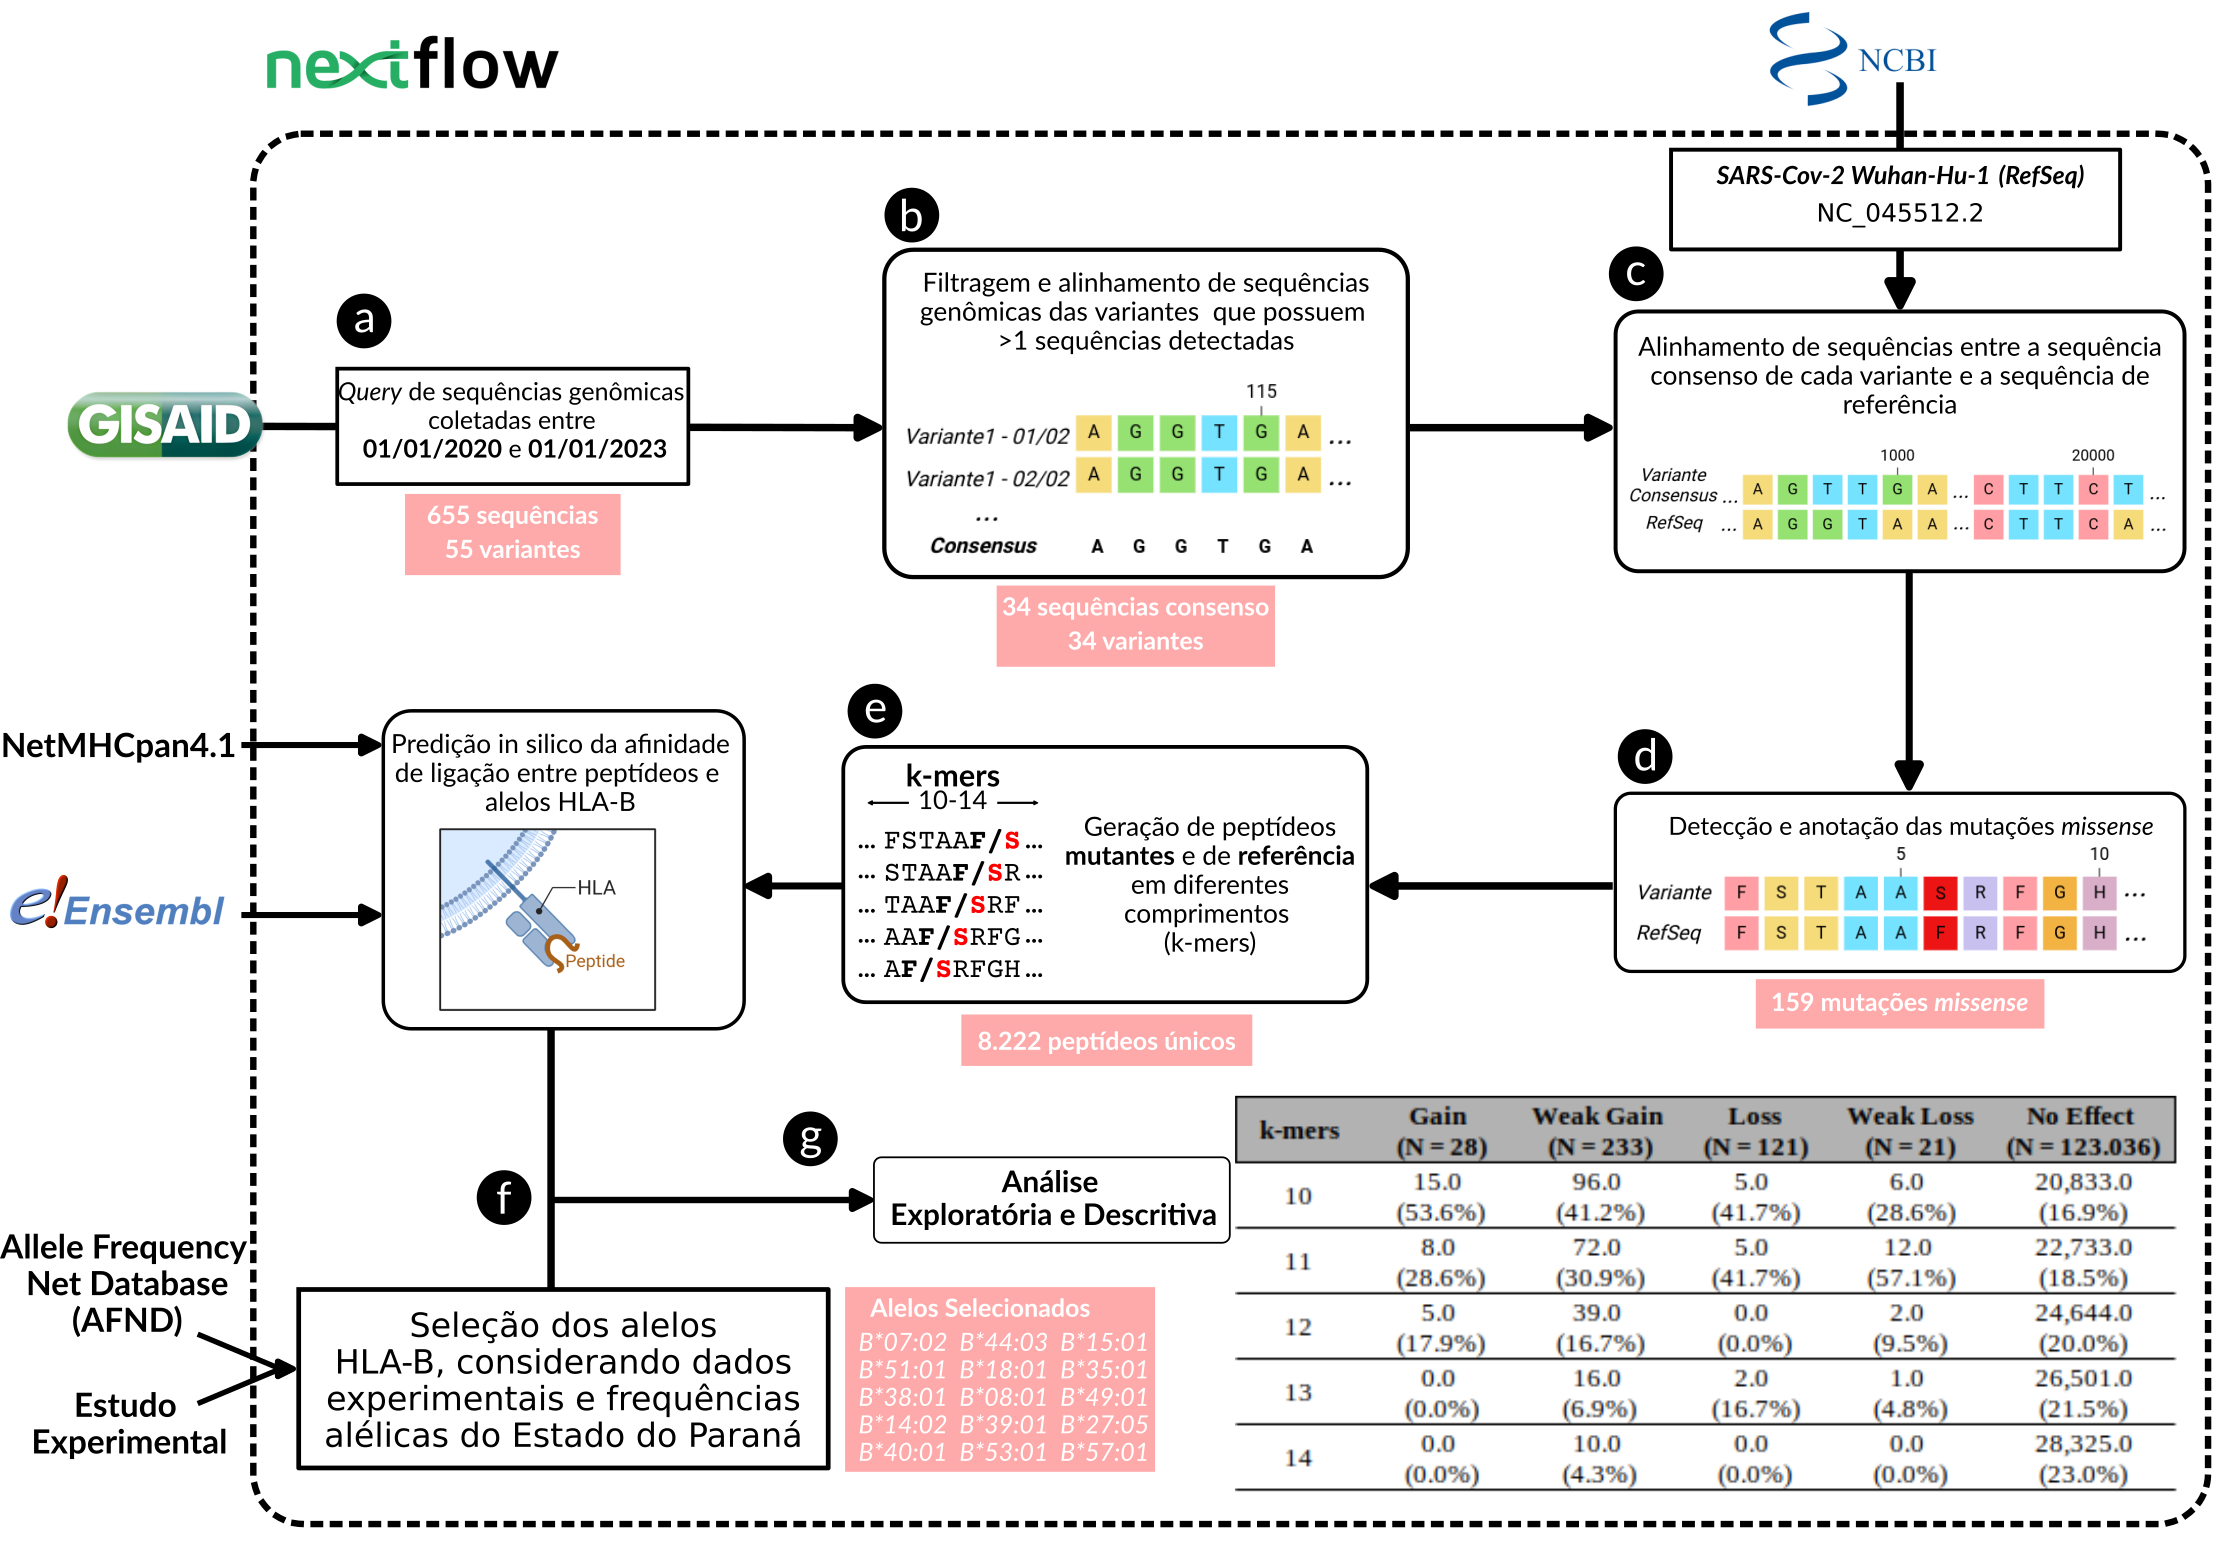 nextflow
NCBI
SARS-Cov-2 Wuhan-Hu-1 (RefSeq)
NC_045512.2
a
GISAID
Query de sequências genômicas
coletadas entre
01/01/2020 e 01/01/2023
655 sequências
55 variantes
b
Filtragem e alinhamento de sequências
genômicas das variantes que possuem
>1 sequências detectadas
115
Variante1 - 01/02 A G G T G A ...
Variante1 - 02/02 A G G T G A ...
...
Consensus A G G T G A
34 sequências consenso
34 variantes
c
Alinhamento de sequências entre a sequência
consenso de cada variante e a sequência de
referência
1000 20000
Variante
Consensus ... A G T T G A ... C T T C T ...
RefSeq ... A G G T A A ... C T T C A ...
d
Detecção e anotação das mutações missense
5 10
Variante F S T A A S R F G H ...
RefSeq F S T A A F R F G H ...
159 mutações missense
e
k-mers
10-14
... FSTAAF/S ...
... STAAF/SR ...
... TAAF/SRF ...
... AAF/SRFG ...
... AF/SRFGH ...
Geração de peptídeos
mutantes e de referência
em diferentes
comprimentos
(k-mers)
8.222 peptídeos únicos
NetMHCpan4.1
e!Ensembl
Predição in silico da afinidade
de ligação entre peptídeos e
alelos HLA-B
HLA
Peptide
f
g
Análise
Exploratória e Descritiva
Allele Frequency
Net Database
(AFND)
Estudo
Experimental
Seleção dos alelos
HLA-B, considerando dados
experimentais e frequências
alélicas do Estado do Paraná
Alelos Selecionados
B*07:02 B*44:03 B*15:01
B*51:01 B*18:01 B*35:01
B*38:01 B*08:01 B*49:01
B*14:02 B*39:01 B*27:05
B*40:01 B*53:01 B*57:01
k-mers Gain Weak Gain Loss Weak Loss No Effect
(N = 28) (N = 233) (N = 121) (N = 21) (N = 123.036)
10 15.0 96.0 5.0 6.0 20,833.0
(53.6%) (41.2%) (41.7%) (28.6%) (16.9%)
11 8.0 72.0 5.0 12.0 22,733.0
(28.6%) (30.9%) (41.7%) (57.1%) (18.5%)
12 5.0 39.0 0.0 2.0 24,644.0
(17.9%) (16.7%) (0.0%) (9.5%) (20.0%)
13 0.0 16.0 2.0 1.0 26,501.0
(0.0%) (6.9%) (16.7%) (4.8%) (21.5%)
14 0.0 10.0 0.0 0.0 28,325.0
(0.0%) (4.3%) (0.0%) (0.0%) (23.0%)